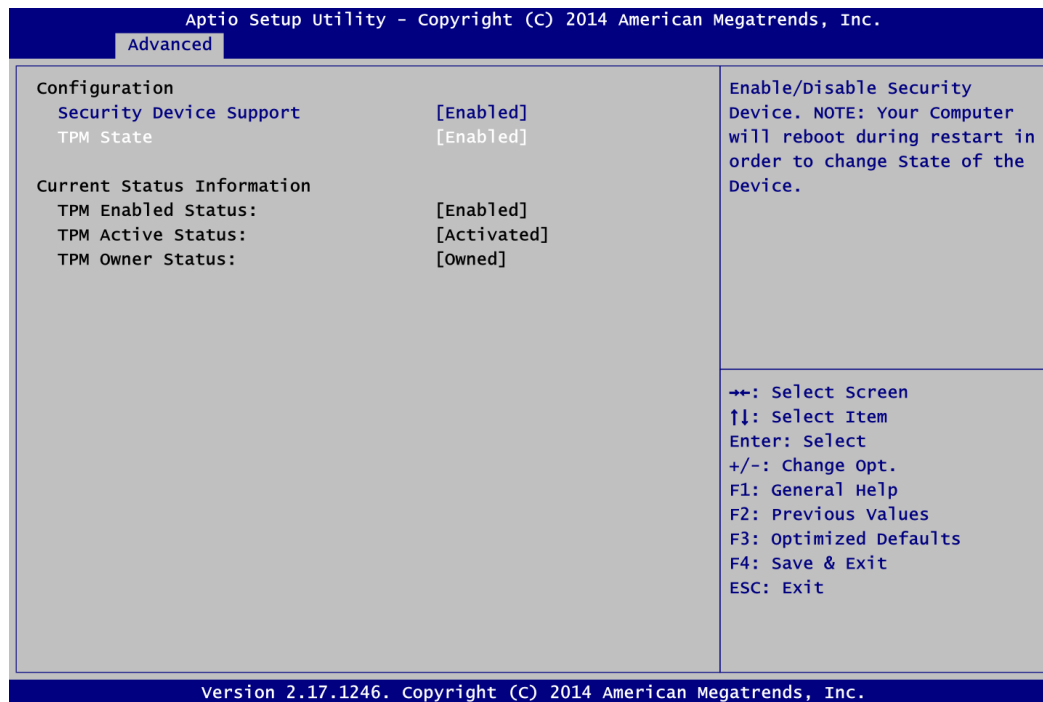 Aptio Setup Utility - Copyright (C) 2014 American Megatrends, Inc.
Advanced
Configuration
Security Device Support [Enabled]
TPM State [Enabled]
Current Status Information
TPM Enabled Status: [Enabled]
TPM Active Status: [Activated]
TPM Owner Status: [Owned]
Enable/Disable Security
Device. NOTE: Your Computer
will reboot during restart in
order to change State of the
Device.
→←: Select Screen
↑↓: Select Item
Enter: Select
+/-: Change Opt.
F1: General Help
F2: Previous Values
F3: Optimized Defaults
F4: Save & Exit
ESC: Exit
Version 2.17.1246. Copyright (C) 2014 American Megatrends, Inc.